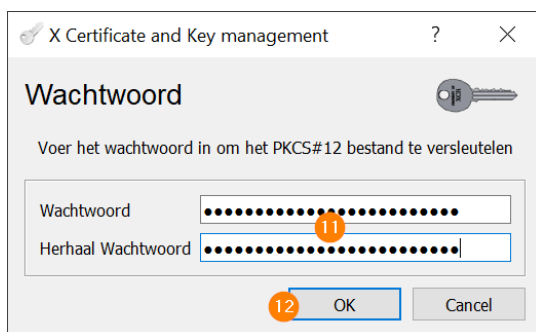 X Certificate and Key management
Wachtwoord
Voer het wachtwoord in om het PKCS#12 bestand te versleutelen
Wachtwoord ●●●●●●●●●●●●●●●●●●●●●●●●●
11
Herhaal Wachtwoord ●●●●●●●●●●●●●●●●●●●●●●●●●
12 OK Cancel